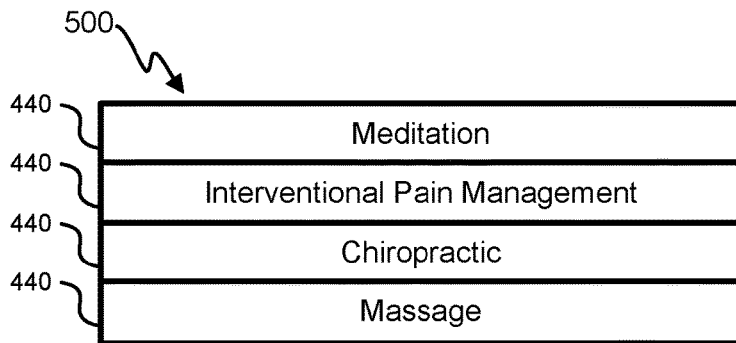 500
440
Meditation
440
Interventional Pain Management
440
Chiropractic
440
Massage